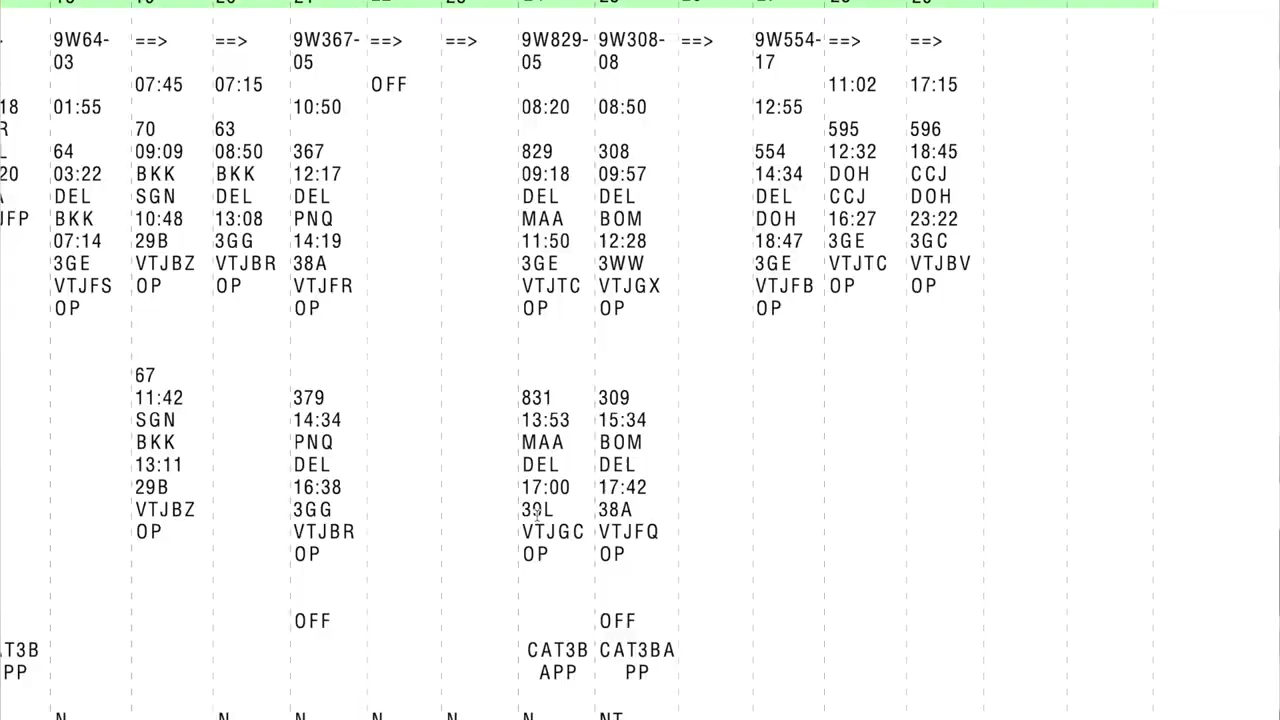 9W64- ==> ==> 9W367- ==> ==> 9W829- 9W308- ==> 9W554- ==> ==>
03 05 05 08 17
07:45 07:15 OFF 11:02 17:15
18 01:55 10:50 08:20 08:50 12:55
70 63 595 596
64 09:09 08:50 367 829 308 554 12:32 18:45
20 03:22 BKK BKK 12:17 09:18 09:57 14:34 DOH CCJ
DEL SGN DEL DEL DEL DEL DEL CCJ DOH
JFP BKK 10:48 13:08 PNQ MAA BOM DOH 16:27 23:22
07:14 29B 3GG 14:19 11:50 12:28 18:47 3GE 3GC
3GE VTJBZ VTJBR 38A 3GE 3WW 3GE VTJTC VTJBV
VTJFS OP OP VTJFR VTJTC VTJGX VTJFB OP OP
OP OP OP OP OP
67
11:42 379 831 309
SGN 14:34 13:53 15:34
BKK PNQ MAA BOM
13:11 DEL DEL DEL
29B 16:38 17:00 17:42
VTJBZ 3GG 39L 38A
OP VTJBR VTJGC VTJFQ
OP OP OP
OFF OFF
T3B CAT3B CAT3BA
PP APP PP